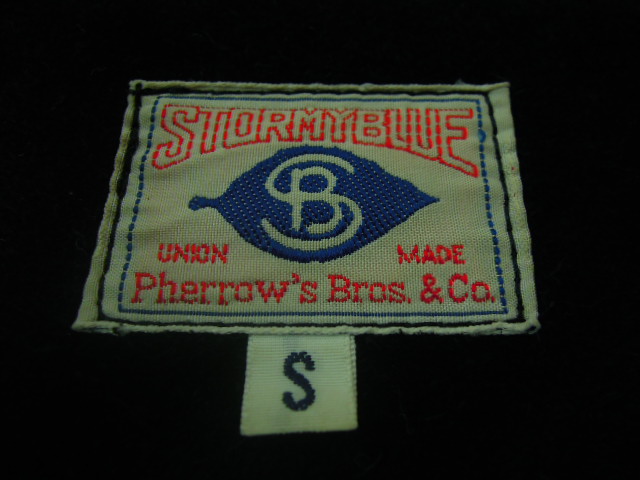 STORMYBLUE
SB
UNION MADE
Pherrow's Bros. & Co.
S